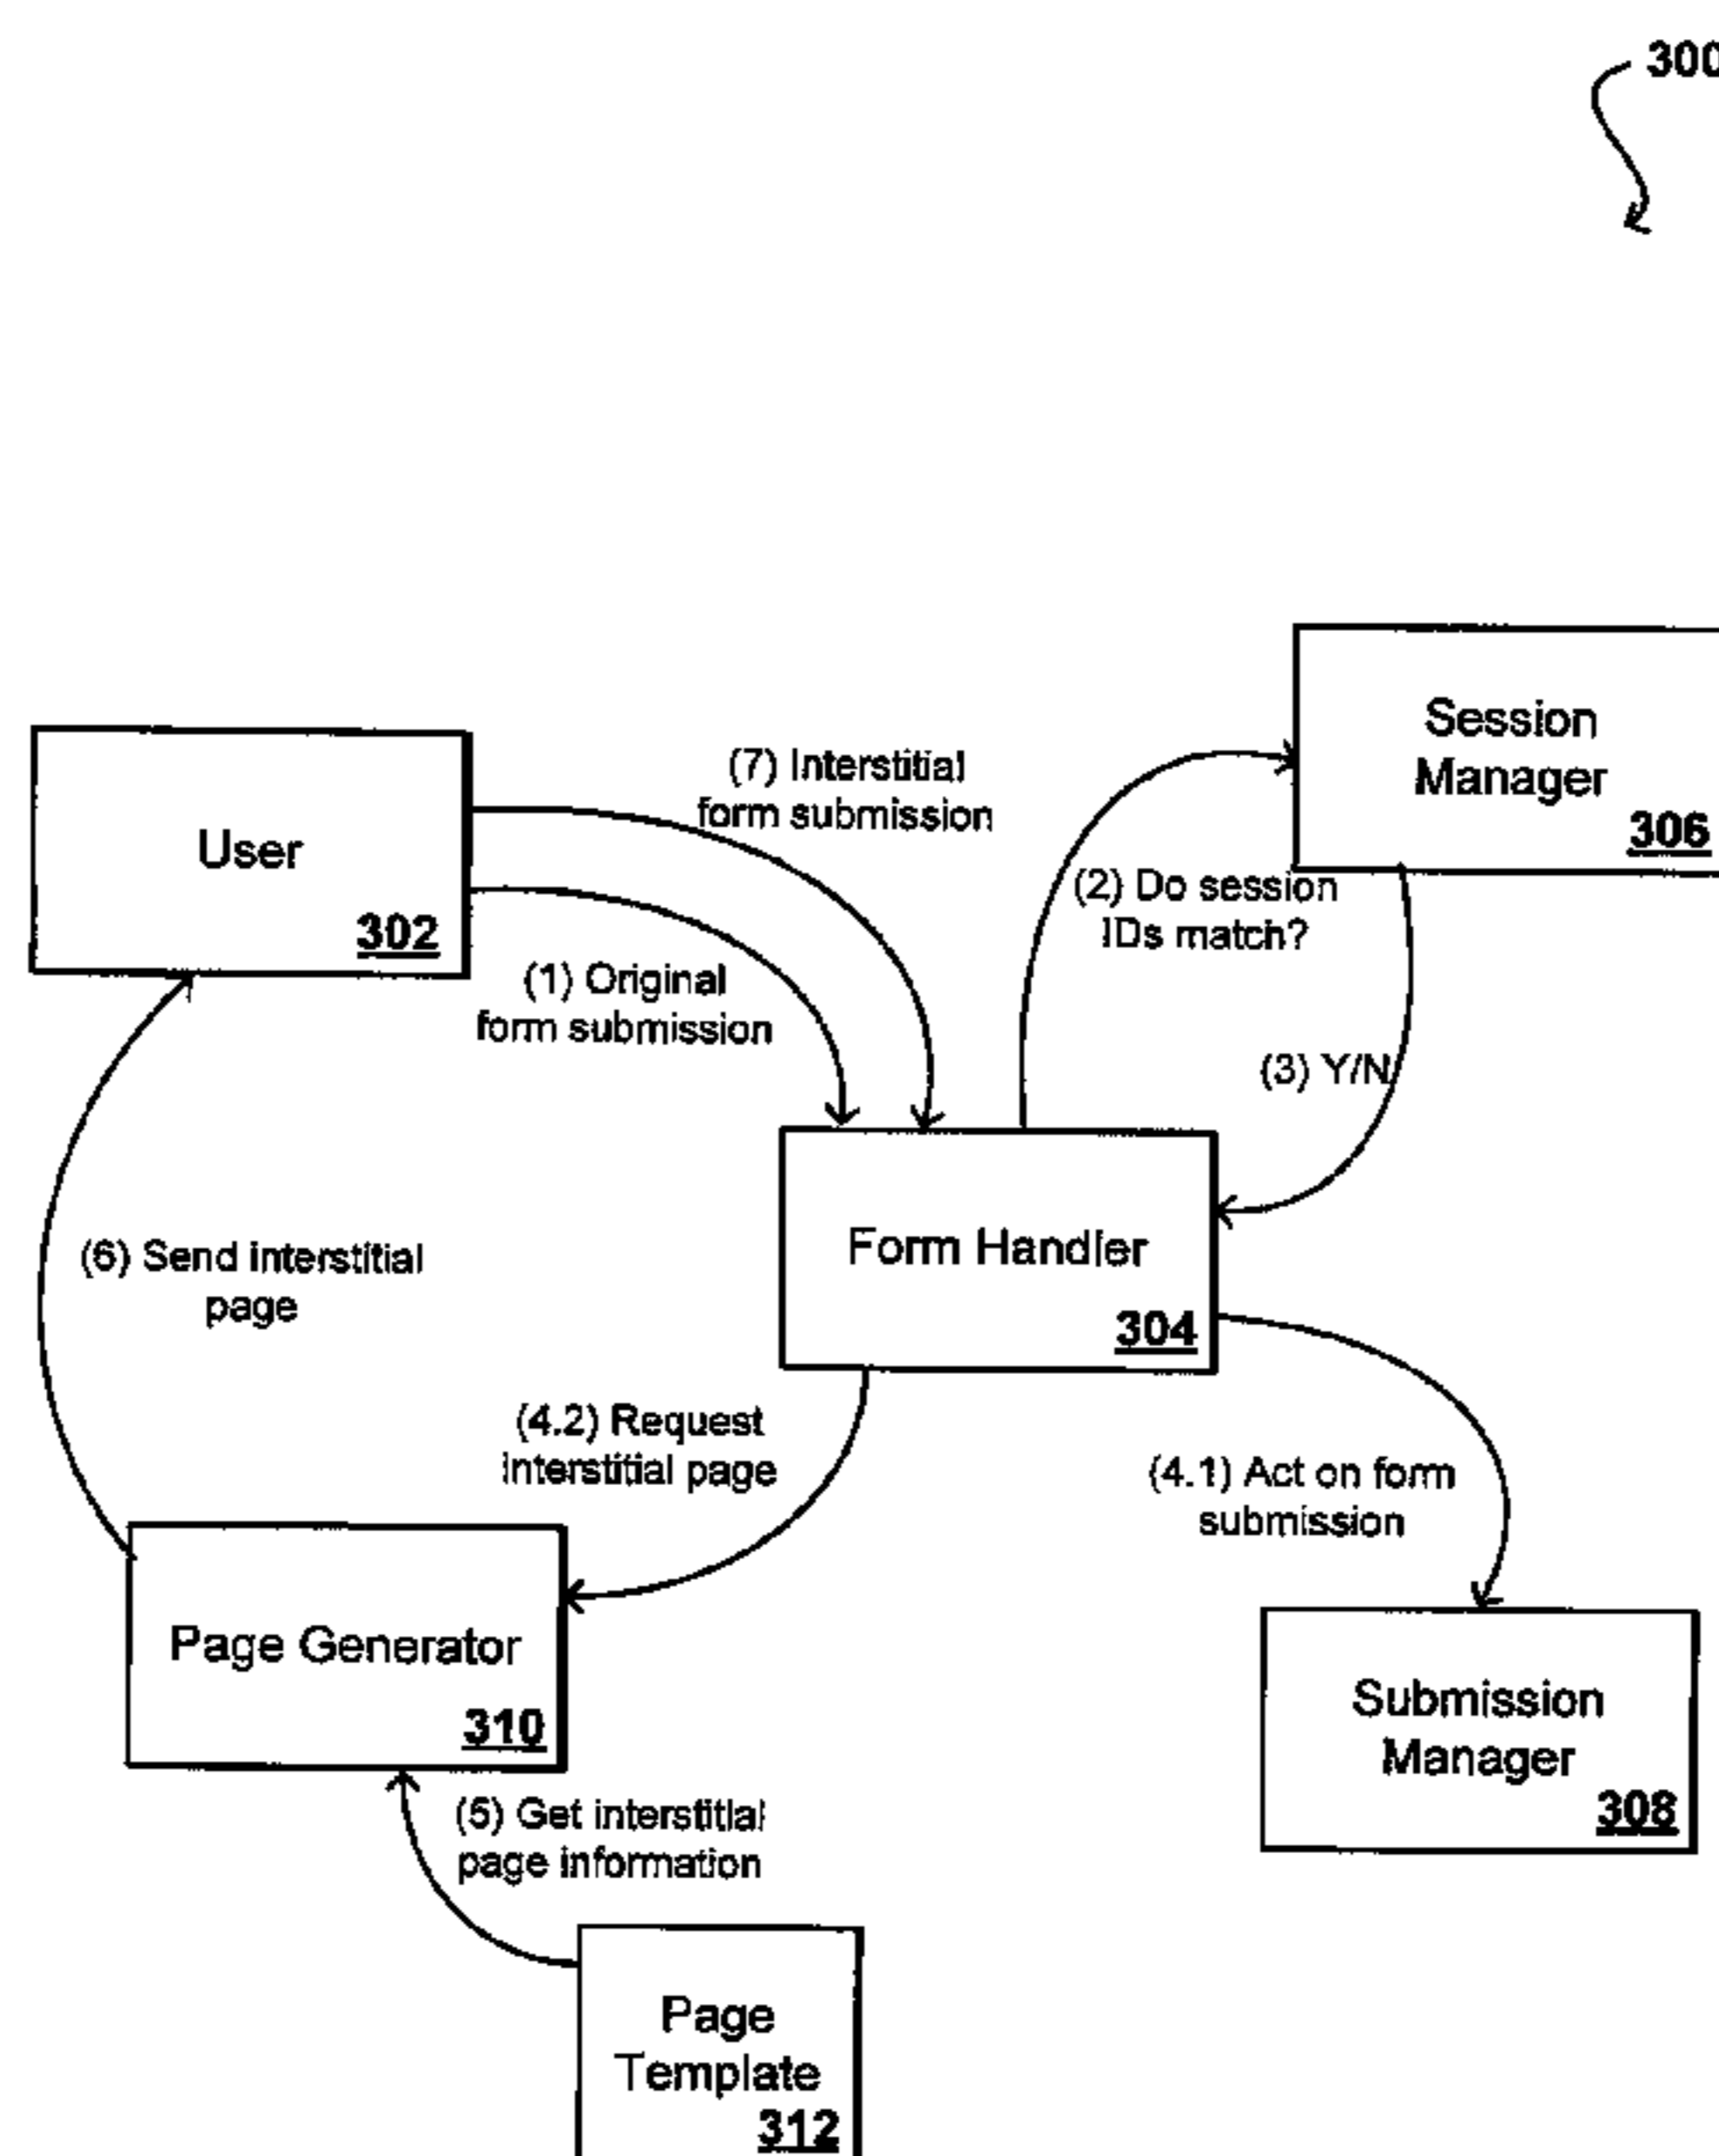 300
Session
Manager
306
(7) Interstitial
form submission
User
302
(2) Do session
IDs match?
(1) Original
form submission
(3) Y/N
Form Handler
304
(6) Send interstitial
page
(4.2) Request
interstitial page
(4.1) Act on form
submission
Page Generator
310
Submission
Manager
308
(5) Get interstitial
page information
Page
Template
312